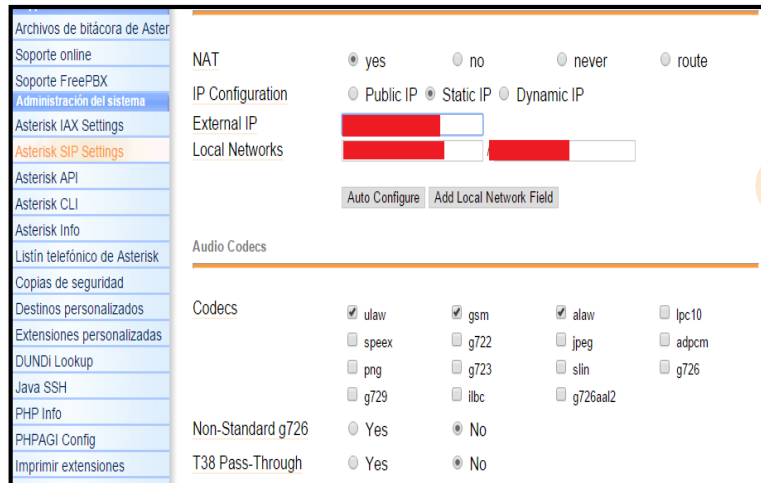 Archivos de bitácora de Aster
Soporte online
Soporte FreePBX
Administración del sistema
Asterisk IAX Settings
Asterisk SIP Settings
Asterisk API
Asterisk CLI
Asterisk Info
Listín telefónico de Asterisk
Copias de seguridad
Destinos personalizados
Extensiones personalizadas
DUNDi Lookup
Java SSH
PHP Info
PHPAGI Config
Imprimir extensiones
NAT yes no never route
IP Configuration Public IP Static IP Dynamic IP
External IP
Local Networks /
Auto Configure Add Local Network Field
Audio Codecs
Codecs ulaw gsm alaw lpc10
speex g722 jpeg adpcm
png g723 slin g726
g729 ilbc g726aal2
Non-Standard g726 Yes No
T38 Pass-Through Yes No